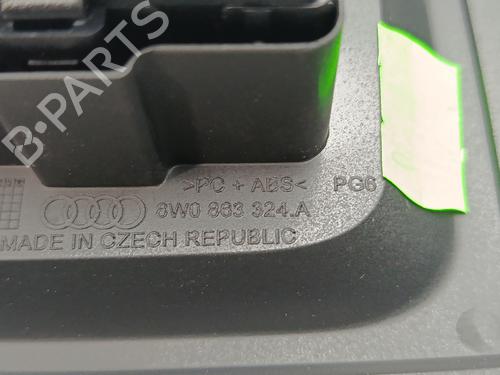 B-PARTS
>PC + ABS< PG6
8W0 863 324.A
MADE IN CZECH REPUBLIC